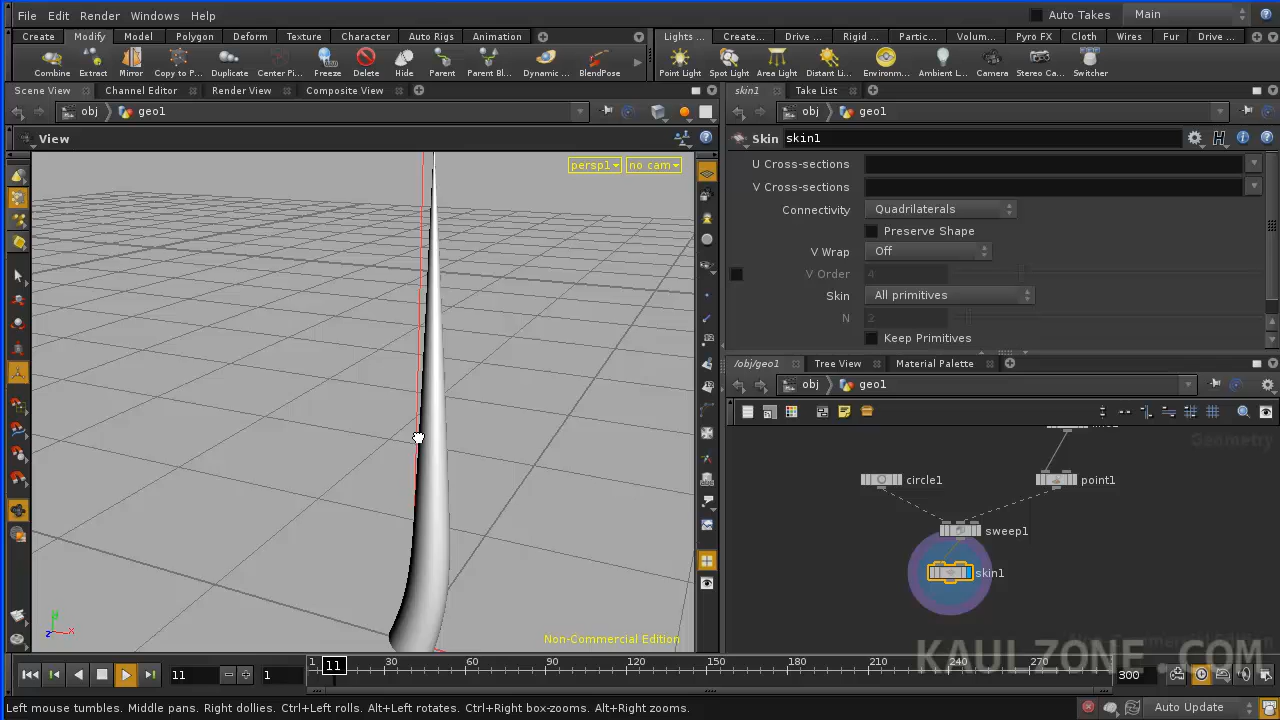 File Edit Render Windows Help Auto Takes Main
Create Modify Model Polygon Deform Texture Character Auto Rigs Animation Lights ... Create... Drive ... Rigid ... Partic... Volum... Pyro FX Cloth Wires Fur Drive ...
Combine Extract Mirror Copy to P... Duplicate Center Pi... Freeze Delete Hide Parent Parent Bl... Dynamic ... BlendPose Point Light Spot Light Area Light Distant Li... Environm... Ambient L... Camera Stereo Ca... Switcher
Scene View Channel Editor Render View Composite View skin1 Take List
obj geo1 obj geo1
View Skin skin1
persp1 no cam
U Cross-sections
V Cross-sections
Connectivity Quadrilaterals
Preserve Shape
V Wrap Off
V Order 4
Skin All primitives
N 2
Keep Primitives
/obj/geo1 Tree View Material Palette
obj geo1
Geometry
circle1 point1
sweep1
skin1
Non-Commercial Edition
KAULZONE.COM
11 1 1 11 30 60 90 120 150 180 210 240 270 300
Left mouse tumbles. Middle pans. Right dollies. Ctrl+Left rolls. Alt+Left rotates. Ctrl+Right box-zooms. Alt+Right zooms. Auto Update